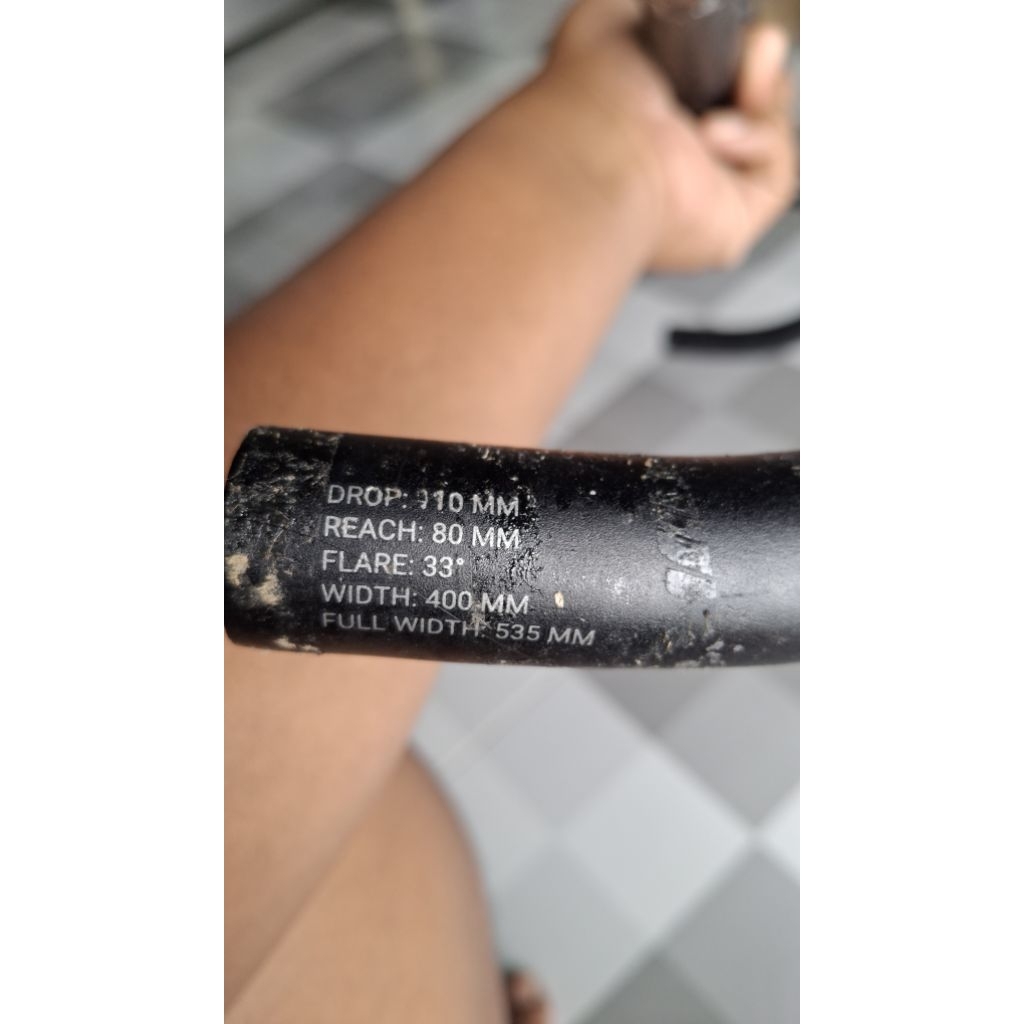 DROP: 110 MM
REACH: 80 MM
FLARE: 33°
WIDTH: 400 MM
FULL WIDTH: 535 MM